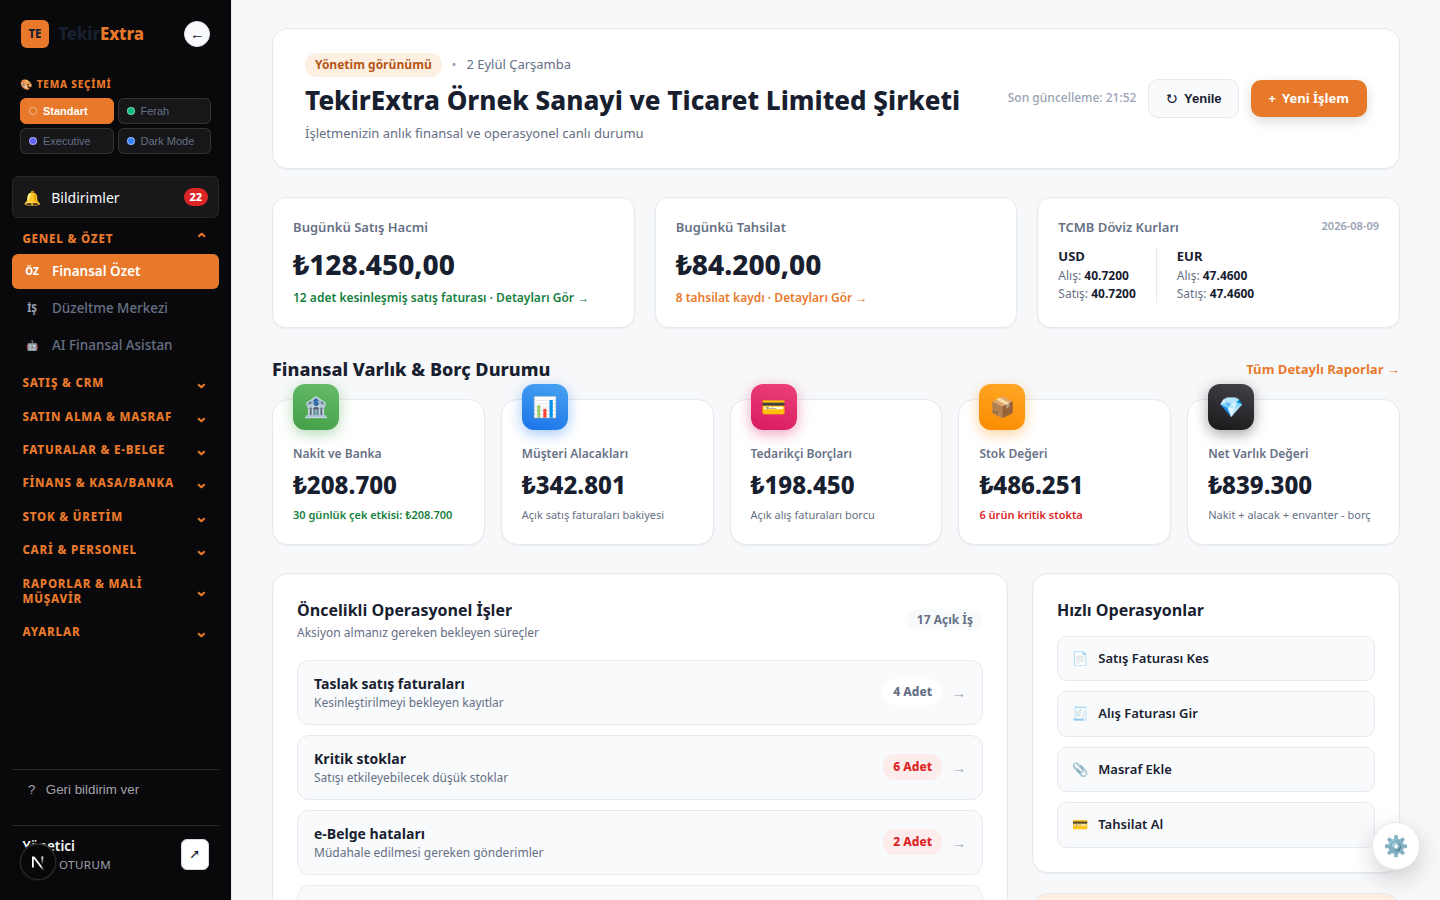 TE TekirExtra ←
🎨 TEMA SEÇİMİ
Standart
Ferah
Executive
Dark Mode
Bildirimler 22
GENEL & ÖZET
ÖZ Finansal Özet
İŞ Düzeltme Merkezi
AI Finansal Asistan
SATIŞ & CRM
SATIN ALMA & MASRAF
FATURALAR & E-BELGE
FİNANS & KASA/BANKA
STOK & ÜRETİM
CARİ & PERSONEL
RAPORLAR & MALİ
MÜŞAVİR
AYARLAR
? Geri bildirim ver
OTURUM
↗
Yönetim görünümü • 2 Eylül Çarşamba
TekirExtra Örnek Sanayi ve Ticaret Limited Şirketi
İşletmenizin anlık finansal ve operasyonel canlı durumu
Son güncelleme: 21:52
↻ Yenile
+ Yeni İşlem
Bugünkü Satış Hacmi
₺128.450,00
12 adet kesinleşmiş satış faturası · Detayları Gör →
Bugünkü Tahsilat
₺84.200,00
8 tahsilat kaydı · Detayları Gör →
TCMB Döviz Kurları 2026-08-09
USD
Alış: 40.7200
Satış: 40.7200
EUR
Alış: 47.4600
Satış: 47.4600
Finansal Varlık & Borç Durumu
Tüm Detaylı Raporlar →
Nakit ve Banka
₺208.700
30 günlük çek etkisi: ₺208.700
Müşteri Alacakları
₺342.801
Açık satış faturaları bakiyesi
Tedarikçi Borçları
₺198.450
Açık alış faturaları borcu
Stok Değeri
₺486.251
6 ürün kritik stokta
Net Varlık Değeri
₺839.300
Nakit + alacak + envanter - borç
Öncelikli Operasyonel İşler
Aksiyon almanız gereken bekleyen süreçler
17 Açık İş
Taslak satış faturaları
Kesinleştirilmeyi bekleyen kayıtlar
4 Adet →
Kritik stoklar
Satışı etkileyebilecek düşük stoklar
6 Adet →
e-Belge hataları
Müdahale edilmesi gereken gönderimler
2 Adet →
Hızlı Operasyonlar
Satış Faturası Kes
Alış Faturası Gir
Masraf Ekle
Tahsilat Al